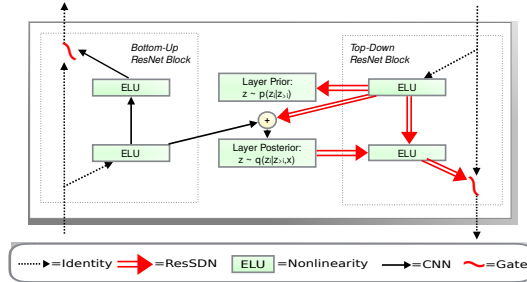 Bottom-Up
ResNet Block
Top-Down
ResNet Block
ELU
Layer Prior:
z ~ p(zᵢ|z>ᵢ)
ELU
+
ELU
Layer Posterior:
z ~ q(zᵢ|z>ᵢ,x)
ELU
=Identity
=ResSDN
ELU
=Nonlinearity
=CNN
=Gate